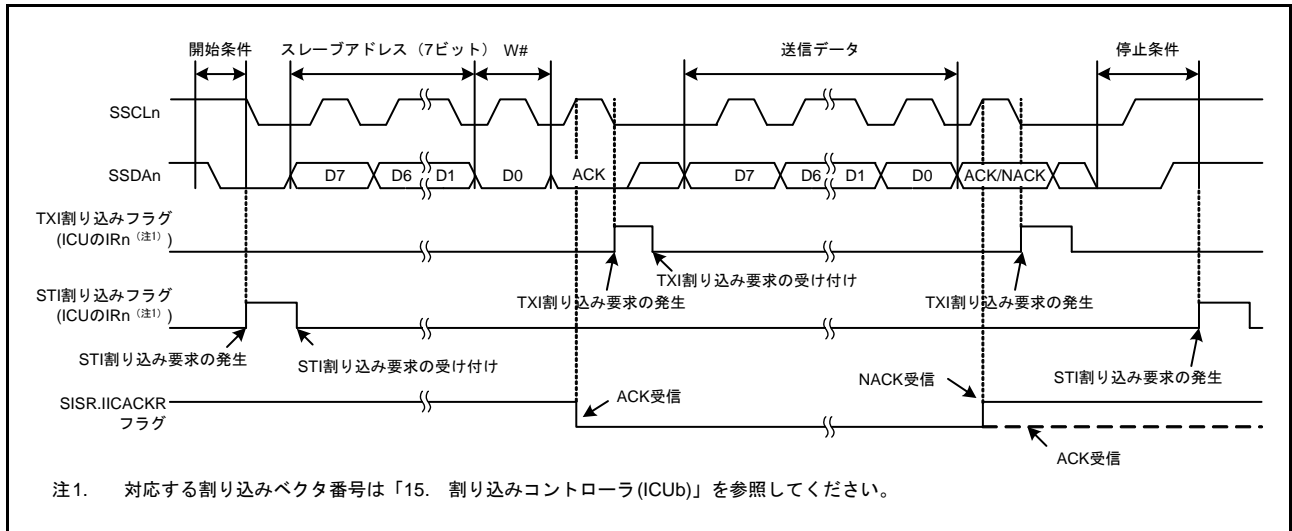 開始条件 スレーブアドレス（7ビット） W# 送信データ 停止条件
SSCLn
SSDAn D7 D6 D1 D0 ACK D7 D6 D1 D0 ACK/NACK
TXI割り込みフラグ
(ICUのIRn（注1）)
TXI割り込み要求の受け付け
TXI割り込み要求の発生 TXI割り込み要求の発生
STI割り込みフラグ
(ICUのIRn（注1）)
STI割り込み要求の発生 STI割り込み要求の受け付け STI割り込み要求の発生
NACK受信
SISR.IICACKR
フラグ
ACK受信
ACK受信
注1. 対応する割り込みベクタ番号は「15. 割り込みコントローラ(ICUb)」を参照してください。